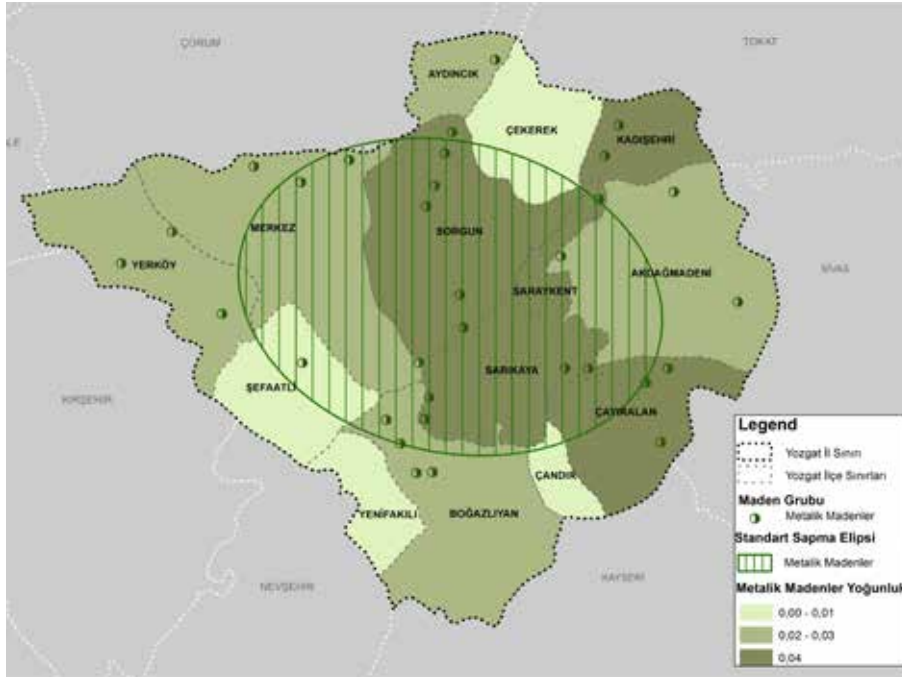 ÇORUM
TOKAT
AYDINCIK
ÇEKEREK
KADIŞEHRİ
MERKEZ
SORGUN
YERKÖY
SARAYKENT
AKDAĞMADENİ
SİVAS
SARIKAYA
ŞEFAATLİ
KIRŞEHİR
ÇAYIRALAN
ÇANDIR
YENİFAKILI
BOĞAZLIYAN
NEVŞEHİR
KAYSERİ
Legend
Yozgat İl Sınırı
Yozgat İlçe Sınırları
Maden Grubu
Metalik Madenler
Standart Sapma Elipsi
Metalik Madenler
Metalik Madenler Yoğunluk
0,00 - 0,01
0,02 - 0,03
0,04